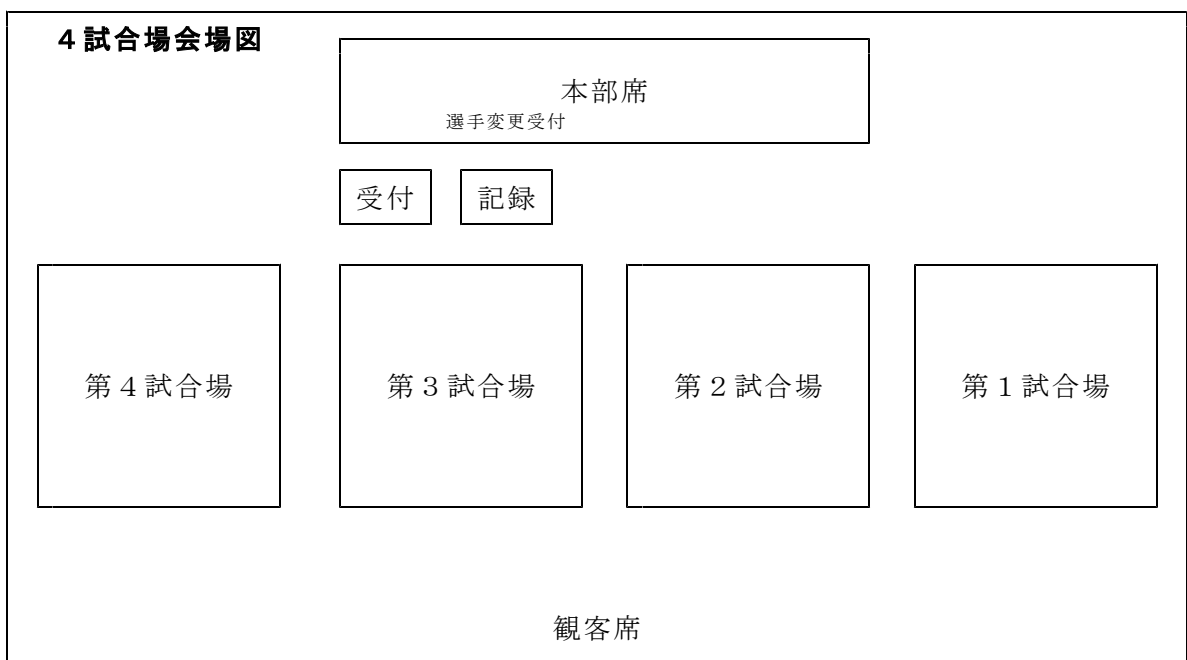 ４試合場会場図
本部席
選手変更受付
受付
記録
第４試合場
第３試合場
第２試合場
第１試合場
観客席